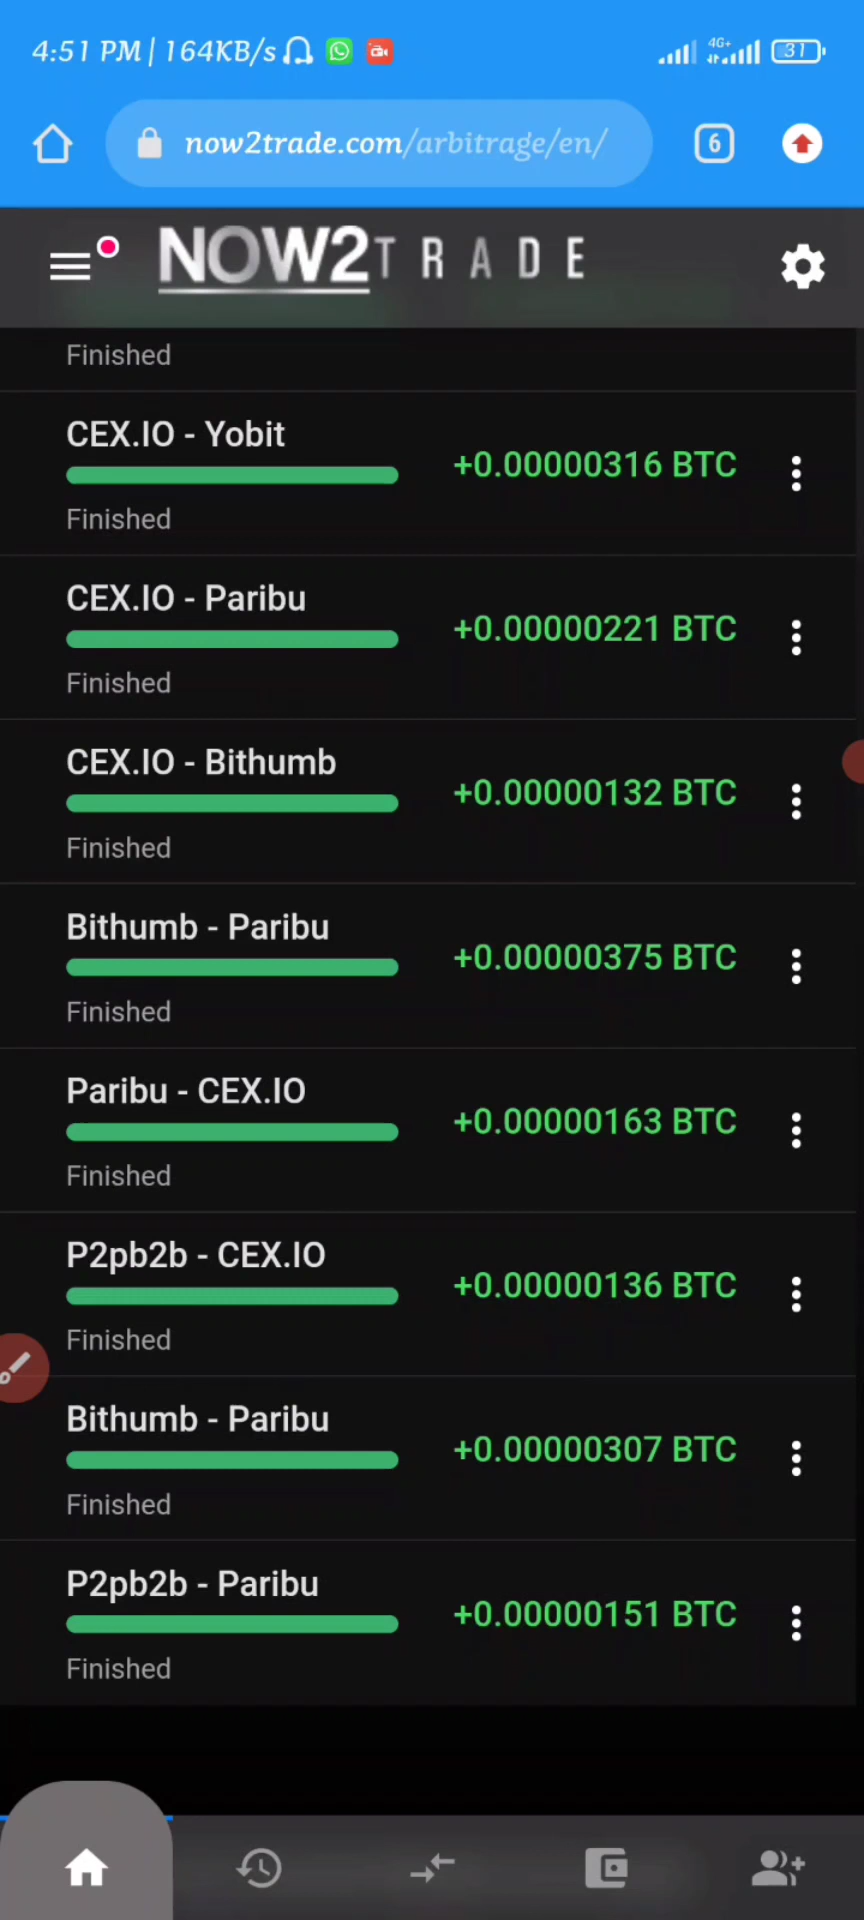 4:51 PM | 164KB/s
4G+
31
now2trade.com/arbitrage/en/
6
NOW2TRADE
Finished
CEX.IO - Yobit
+0.00000316 BTC
Finished
CEX.IO - Paribu
+0.00000221 BTC
Finished
CEX.IO - Bithumb
+0.00000132 BTC
Finished
Bithumb - Paribu
+0.00000375 BTC
Finished
Paribu - CEX.IO
+0.00000163 BTC
Finished
P2pb2b - CEX.IO
+0.00000136 BTC
Finished
Bithumb - Paribu
+0.00000307 BTC
Finished
P2pb2b - Paribu
+0.00000151 BTC
Finished